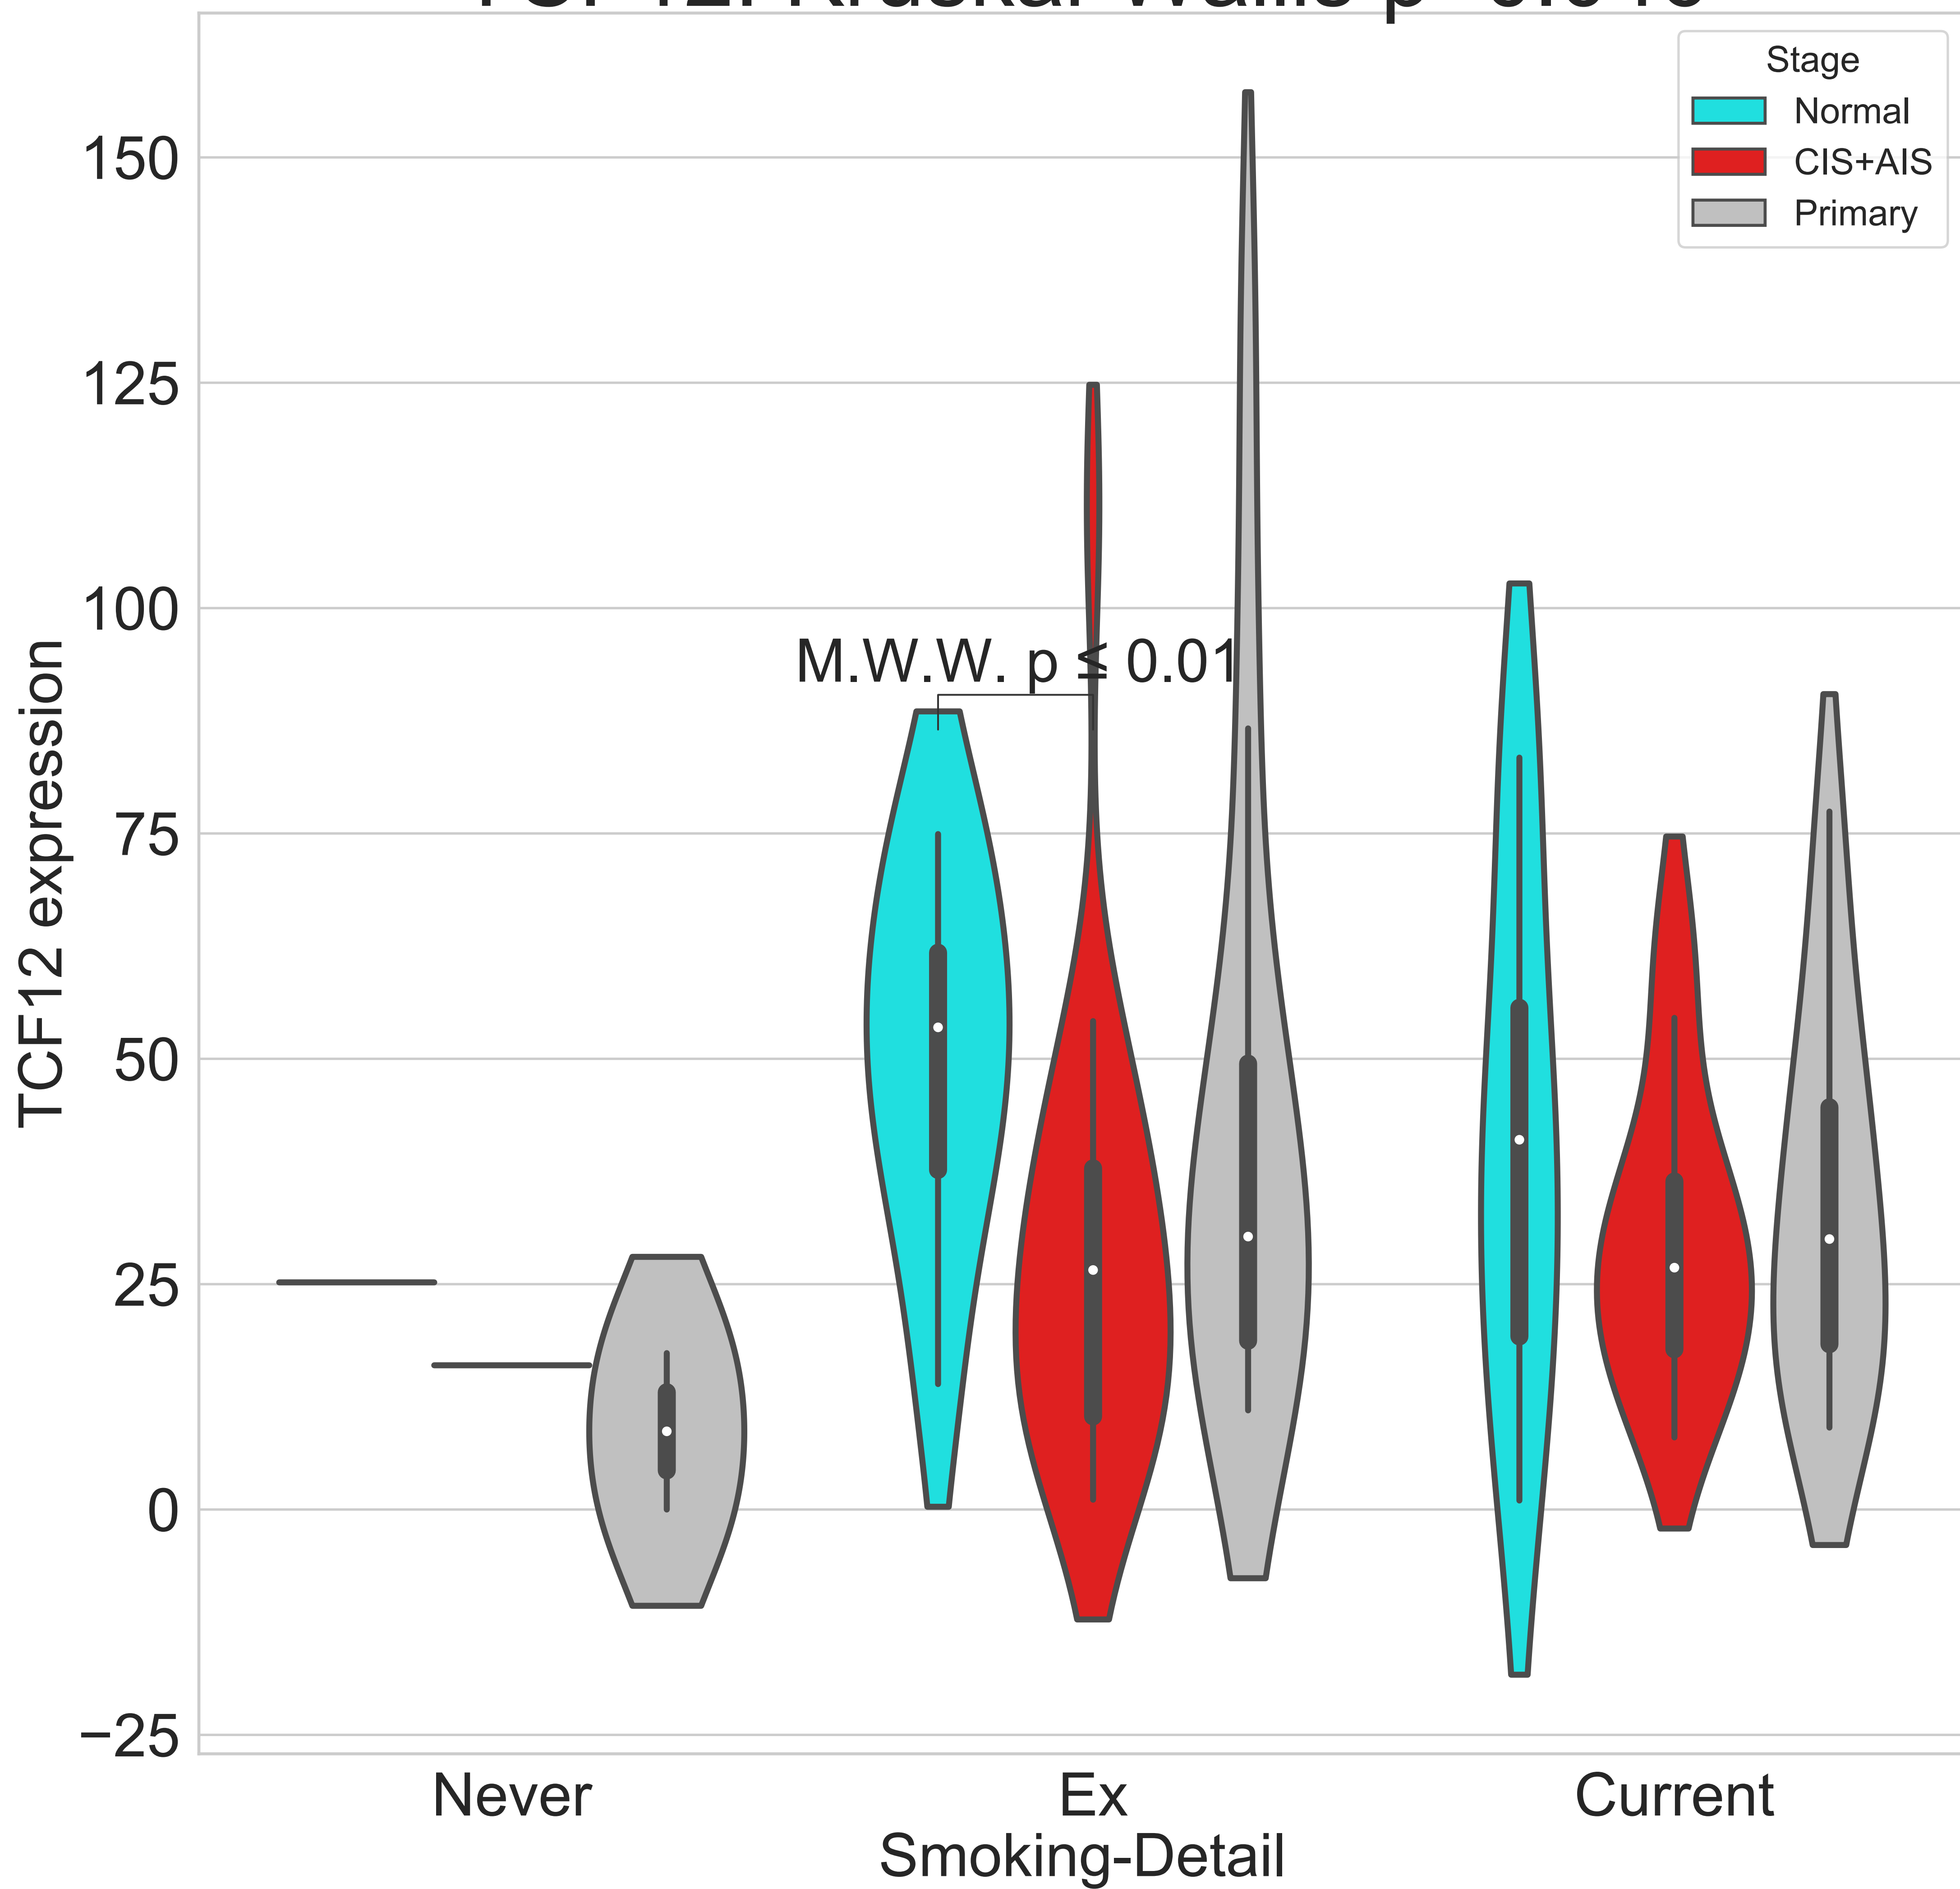 Stage
Normal
CIS+AIS
Primary
150
125
100
75
50
25
0
−25
TCF12 expression
M.W.W. p ≤ 0.01
Never
Ex
Current
Smoking-Detail